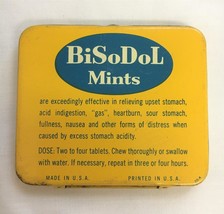 BiSoDoL
Mints
are exceedingly effective in relieving upset stomach,
acid indigestion, "gas", heartburn, sour stomach,
fullness, nausea and other forms of distress when
caused by excess stomach acidity.
DOSE: Two to four tablets. Chew thoroughly or swallow
with water. If necessary, repeat in three or four hours.
MADE IN U.S.A. PRINTED IN U.S.A.